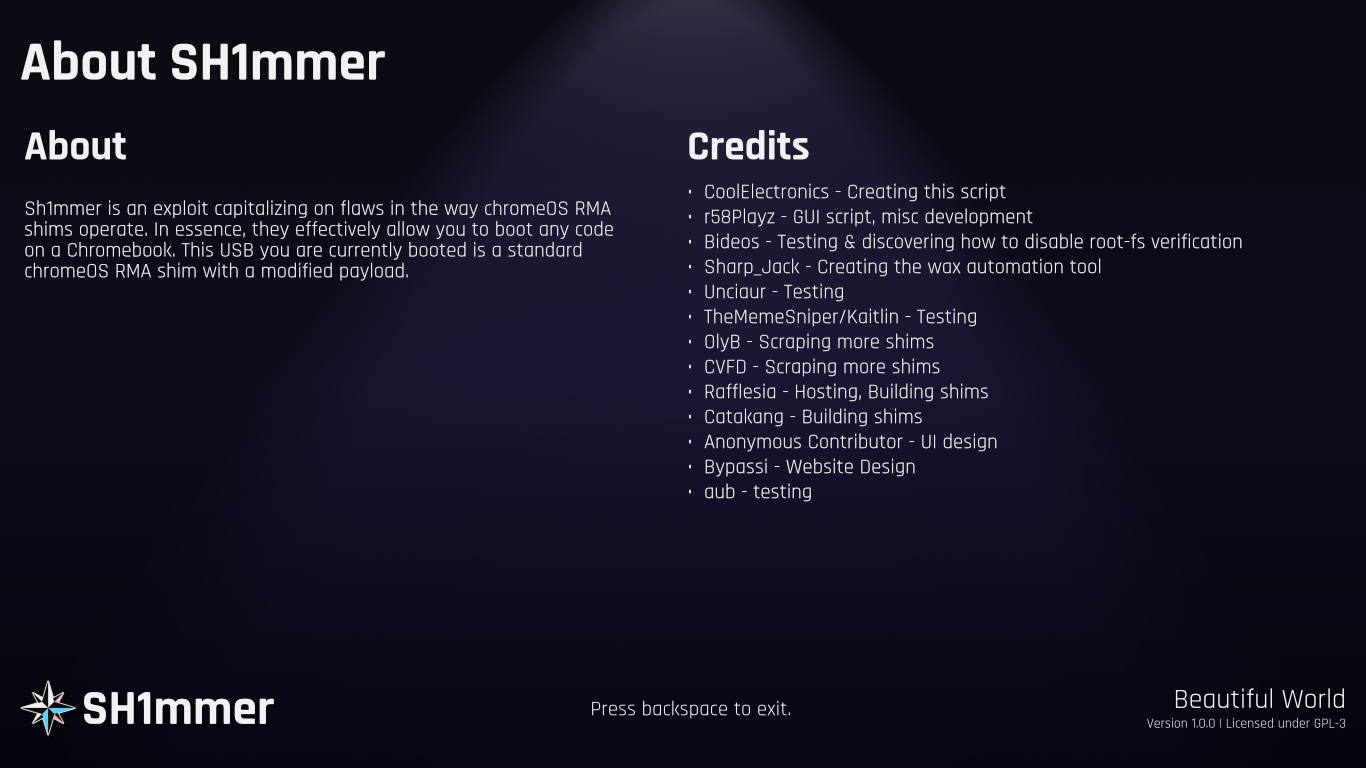 About SH1mmer
About
Sh1mmer is an exploit capitalizing on flaws in the way chromeOS RMA
shims operate. In essence, they effectively allow you to boot any code
on a Chromebook. This USB you are currently booted is a standard
chromeOS RMA shim with a modified payload.
Credits
· CoolElectronics - Creating this script
· r58Playz - GUI script, misc development
· Bideos - Testing & discovering how to disable root-fs verification
· Sharp_Jack - Creating the wax automation tool
· Unciaur - Testing
· TheMemeSniper/Kaitlin - Testing
· OlyB - Scraping more shims
· CVFD - Scraping more shims
· Rafflesia - Hosting, Building shims
· Catakang - Building shims
· Anonymous Contributor - UI design
· Bypassi - Website Design
· aub - testing
SH1mmer
Press backspace to exit.
Beautiful World
Version 1.0.0 | Licensed under GPL-3